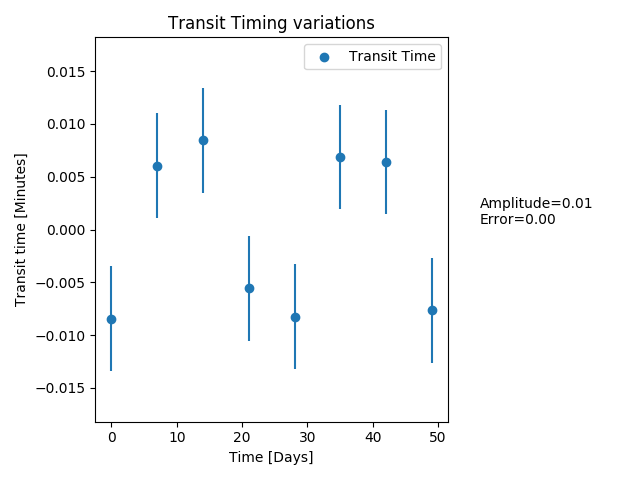 Transit Timing variations
Transit Time
0.015
0.010
0.005
0.000
−0.005
−0.010
−0.015
Transit time [Minutes]
0 10 20 30 40 50
Time [Days]
Amplitude=0.01
Error=0.00